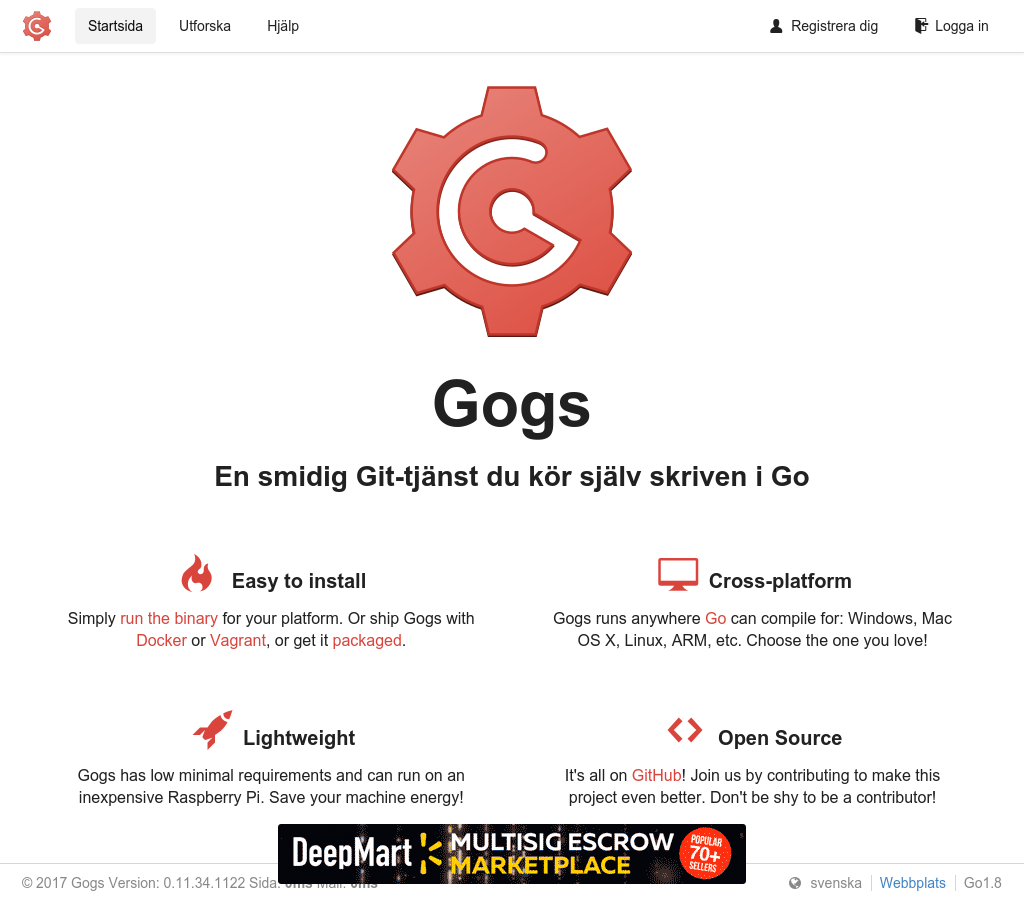 Startsida Utforska Hjälp Registrera dig Logga in
Gogs
En smidig Git-tjänst du kör själv skriven i Go
Easy to install
Simply run the binary for your platform. Or ship Gogs with
Docker or Vagrant, or get it packaged.
Cross-platform
Gogs runs anywhere Go can compile for: Windows, Mac
OS X, Linux, ARM, etc. Choose the one you love!
Lightweight
Gogs has low minimal requirements and can run on an
inexpensive Raspberry Pi. Save your machine energy!
Open Source
It's all on GitHub! Join us by contributing to make this
project even better. Don't be shy to be a contributor!
DeepMart
MULTISIG ESCROW
MARKETPLACE
POPULAR
70+
SELLERS
© 2017 Gogs Version: 0.11.34.1122 Sida: 0ms Mall: 0ms
svenska Webbplats Go1.8